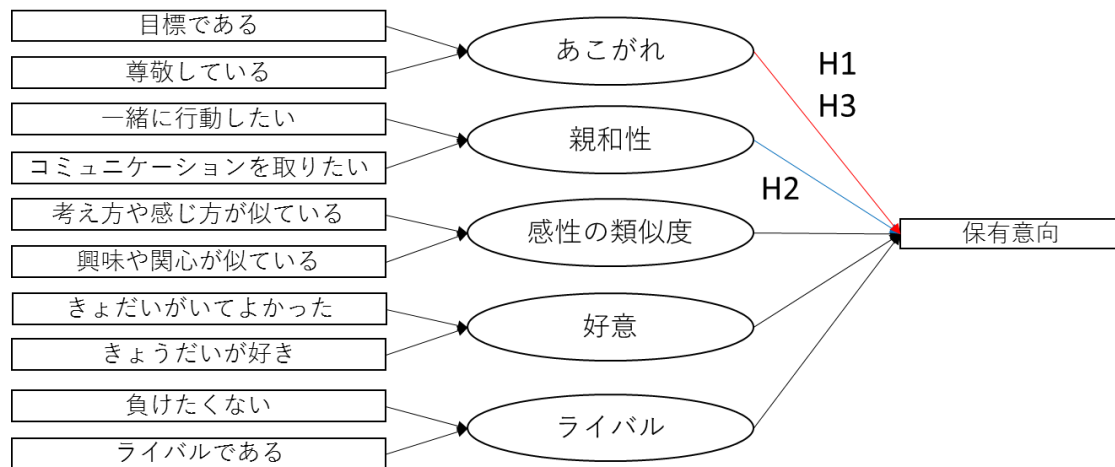 目標である
尊敬している
一緒に行動したい
コミュニケーションを取りたい
考え方や感じ方が似ている
興味や関心が似ている
きょだいがいてよかった
きょうだいが好き
負けたくない
ライバルである
あこがれ
親和性
感性の類似度
好意
ライバル
H1
H3
H2
保有意向